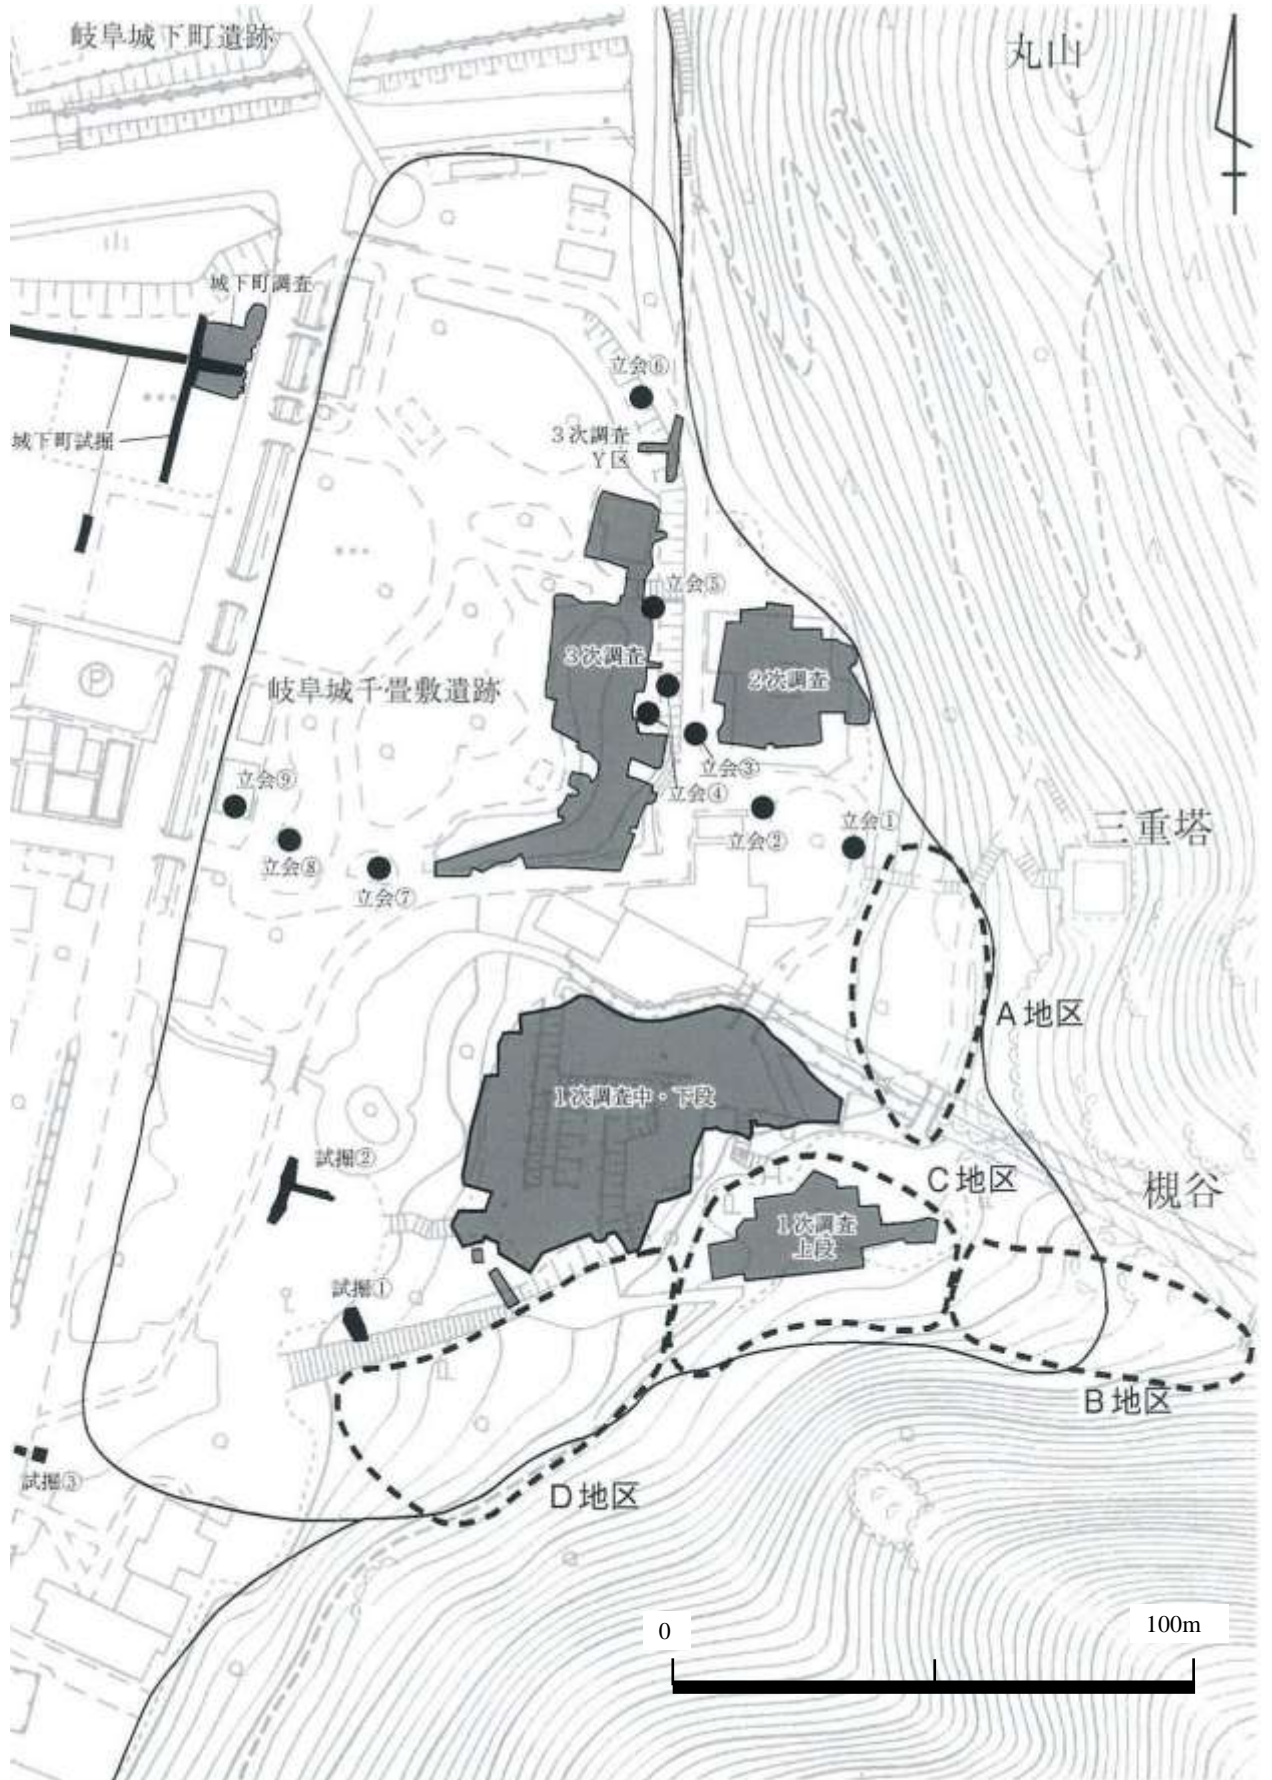 岐阜城下町遺跡
丸山
城下町調査
立会⑥
3次調査
Y区
城下町試掘
立会⑤
3次調査
2次調査
岐阜城千畳敷遺跡
P
立会③
立会④
立会⑨
立会②
立会①
三重塔
立会⑧
立会⑦
A地区
1次調査中・下段
試掘②
C地区
槻谷
1次調査
上段
試掘①
B地区
試掘③
D地区
0
100m